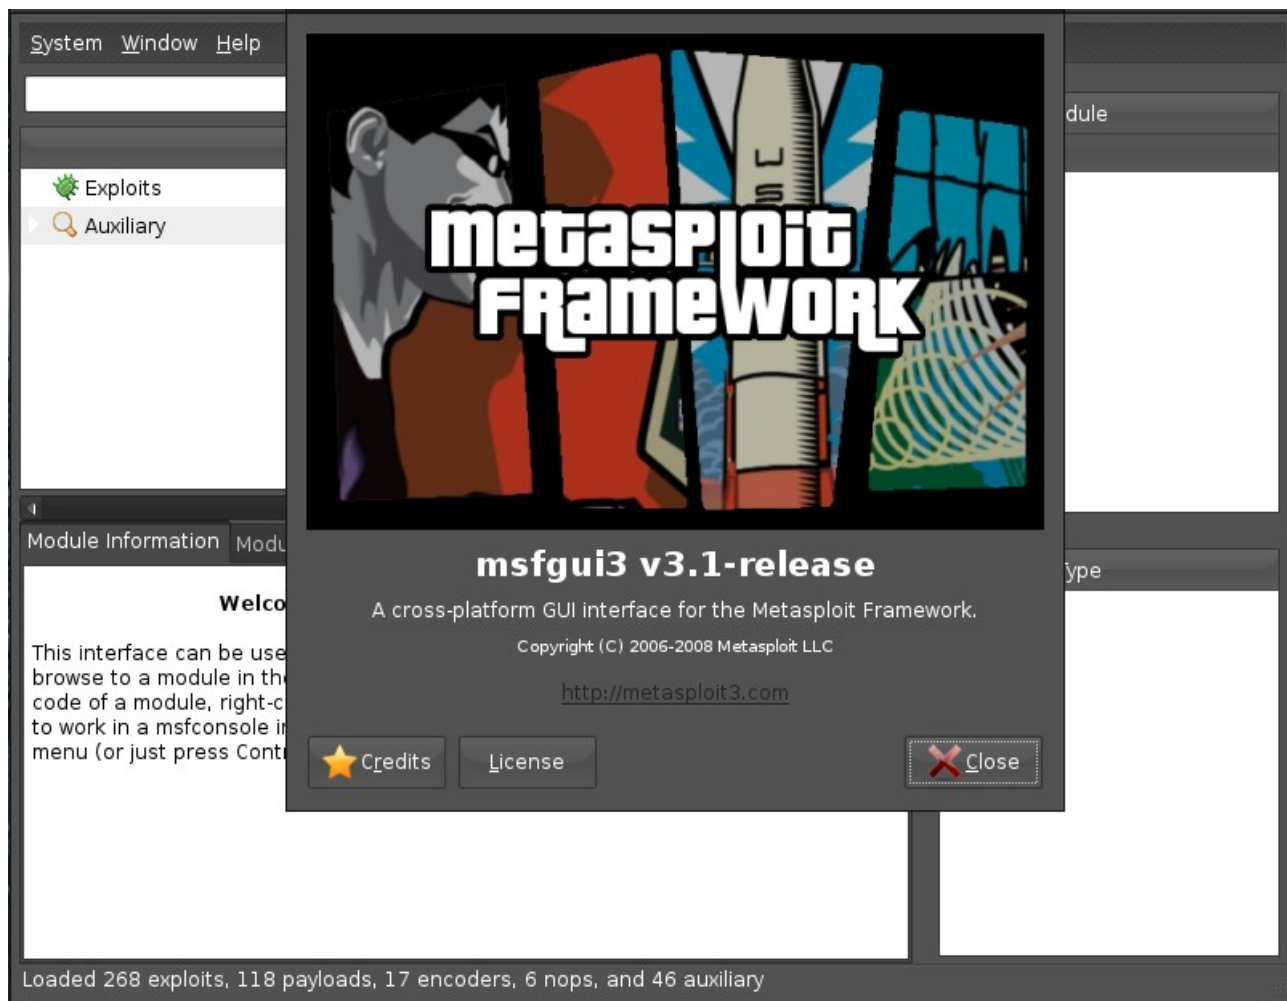 System Window Help
dule
Exploits
Auxiliary
metasploit
FRamewORK
Module Information Modu
ype
msfgui3 v3.1-release
A cross-platform GUI interface for the Metasploit Framework.
Copyright (C) 2006-2008 Metasploit LLC
http://metasploit3.com
Welco
This interface can be use
browse to a module in the
code of a module, right-c
to work in a msfconsole in
menu (or just press Contr
Credits License Close
Loaded 268 exploits, 118 payloads, 17 encoders, 6 nops, and 46 auxiliary